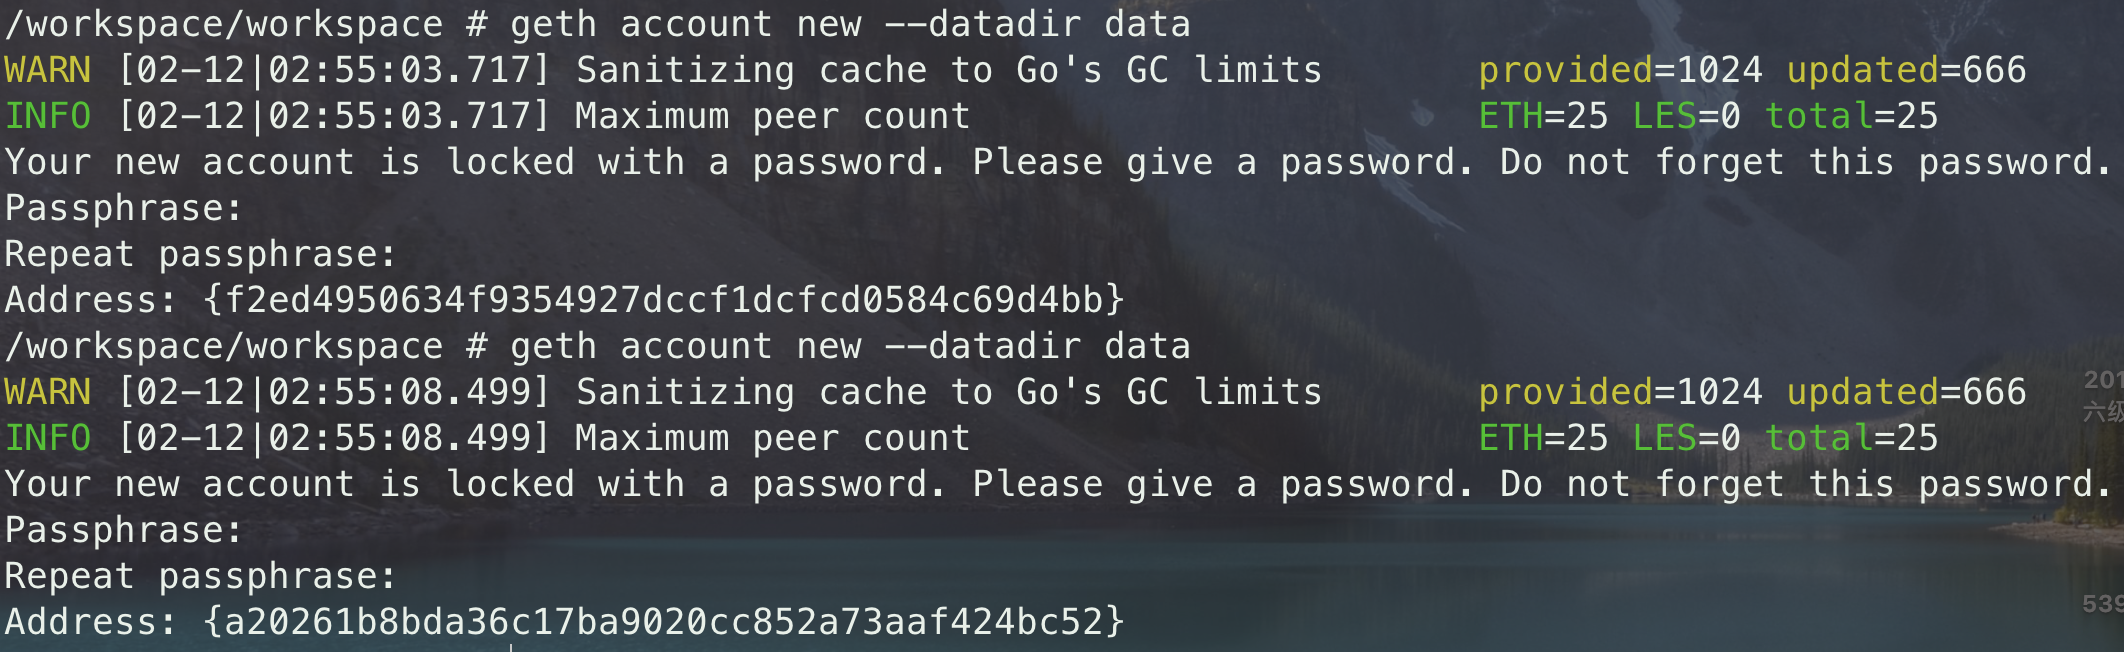 /workspace/workspace # geth account new --datadir data
WARN [02-12|02:55:03.717] Sanitizing cache to Go's GC limits provided=1024 updated=666
INFO [02-12|02:55:03.717] Maximum peer count ETH=25 LES=0 total=25
Your new account is locked with a password. Please give a password. Do not forget this password.
Passphrase:
Repeat passphrase:
Address: {f2ed4950634f9354927dccf1dcfcd0584c69d4bb}
/workspace/workspace # geth account new --datadir data
WARN [02-12|02:55:08.499] Sanitizing cache to Go's GC limits provided=1024 updated=666
INFO [02-12|02:55:08.499] Maximum peer count ETH=25 LES=0 total=25
Your new account is locked with a password. Please give a password. Do not forget this password.
Passphrase:
Repeat passphrase:
Address: {a20261b8bda36c17ba9020cc852a73aaf424bc52}
201
六级
539